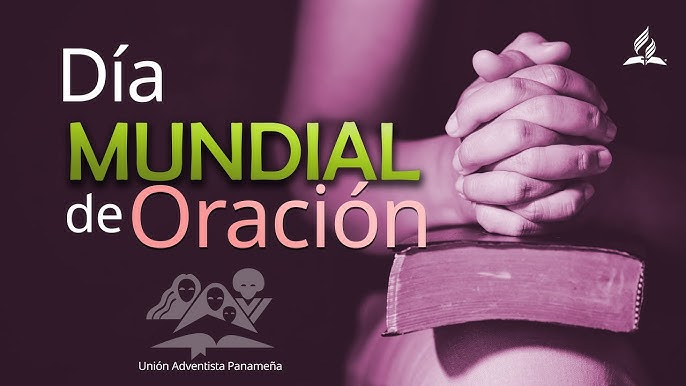 Día
MUNDIAL
de Oración
Unión Adventista Panameña